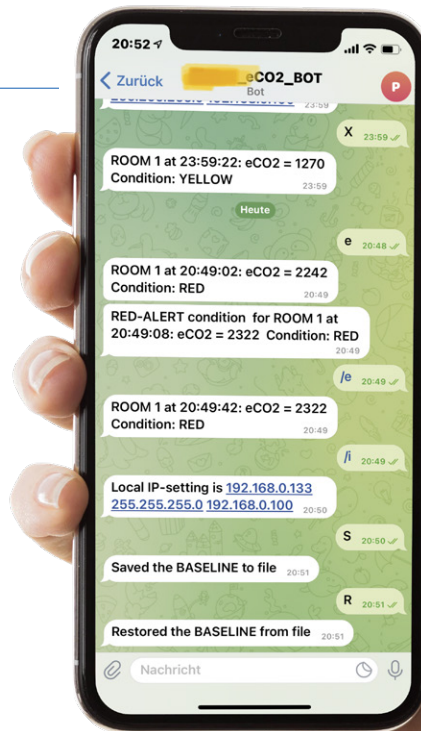 20:52
Zurück
_eCO2_BOT
Bot
P
23:59
X 23:59
ROOM 1 at 23:59:22: eCO2 = 1270
Condition: YELLOW 23:59
Heute
e 20:48
ROOM 1 at 20:49:02: eCO2 = 2242
Condition: RED 20:49
RED-ALERT condition for ROOM 1 at
20:49:08: eCO2 = 2322 Condition: RED
20:49
/e 20:49
ROOM 1 at 20:49:42: eCO2 = 2322
Condition: RED 20:49
/i 20:49
Local IP-setting is 192.168.0.133
255.255.255.0 192.168.0.100 20:50
S 20:50
Saved the BASELINE to file 20:51
R 20:51
Restored the BASELINE from file 20:51
Nachricht